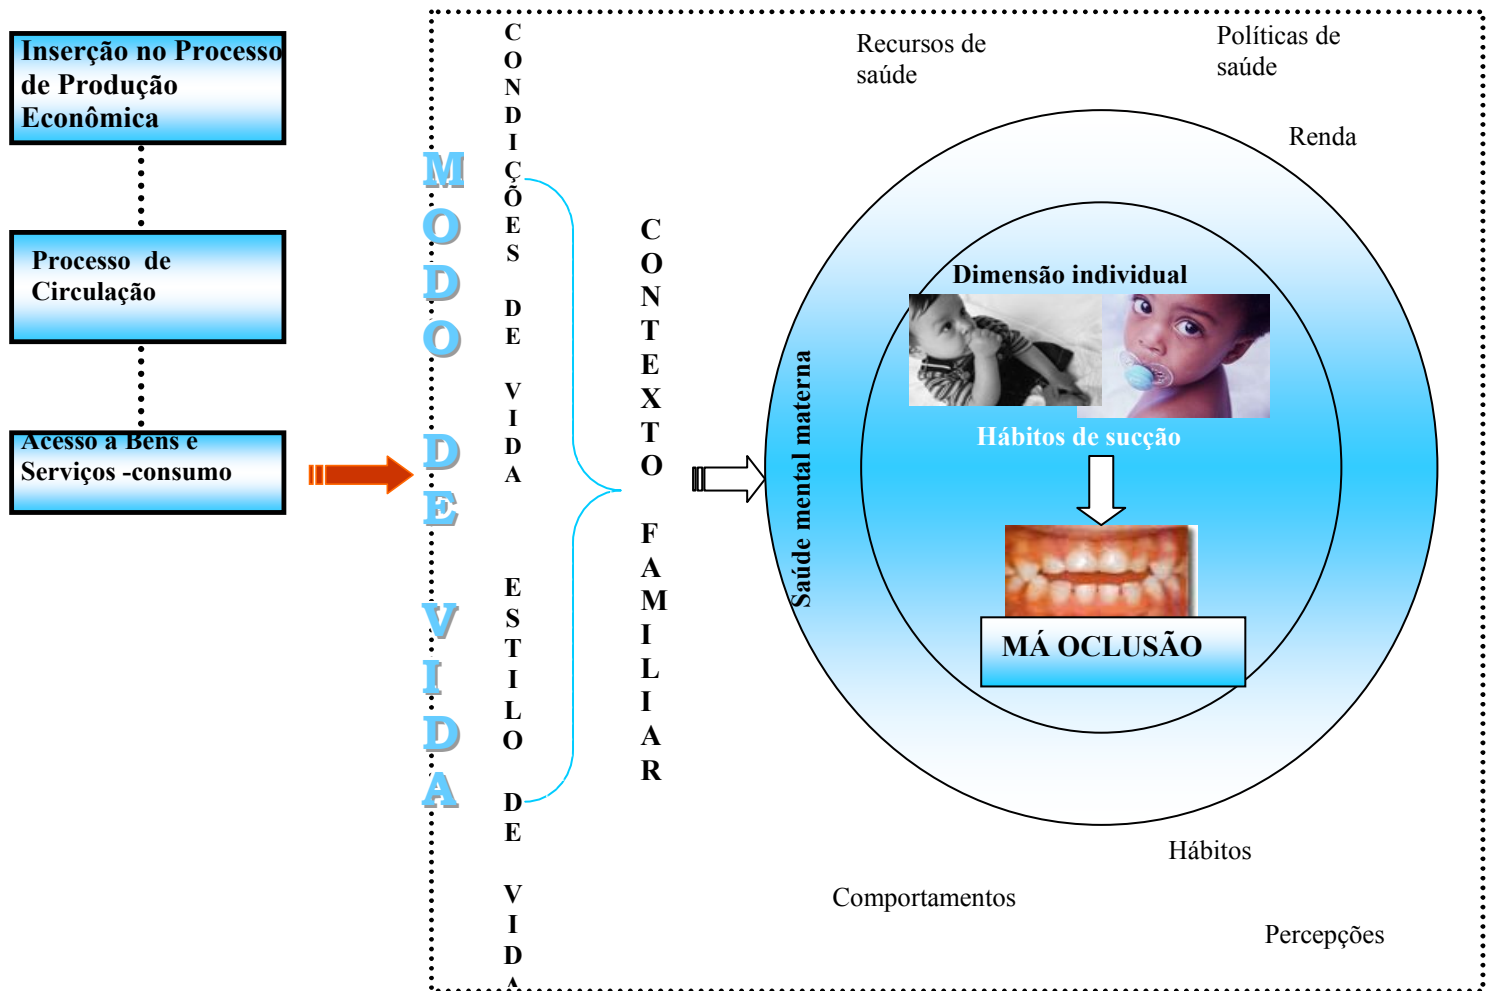 Inserção no Processo
de Produção
Econômica
Processo de
Circulação
Acesso a Bens e
Serviços -consumo
MODO DE VIDA
CONDIÇÕES DE VIDA
ESTILO DE VIDA
CONTEXTO FAMILIAR
Recursos de
saúde
Políticas de
saúde
Renda
Saúde mental materna
Dimensão individual
Hábitos de sucção
MÁ OCLUSÃO
Hábitos
Comportamentos
Percepções